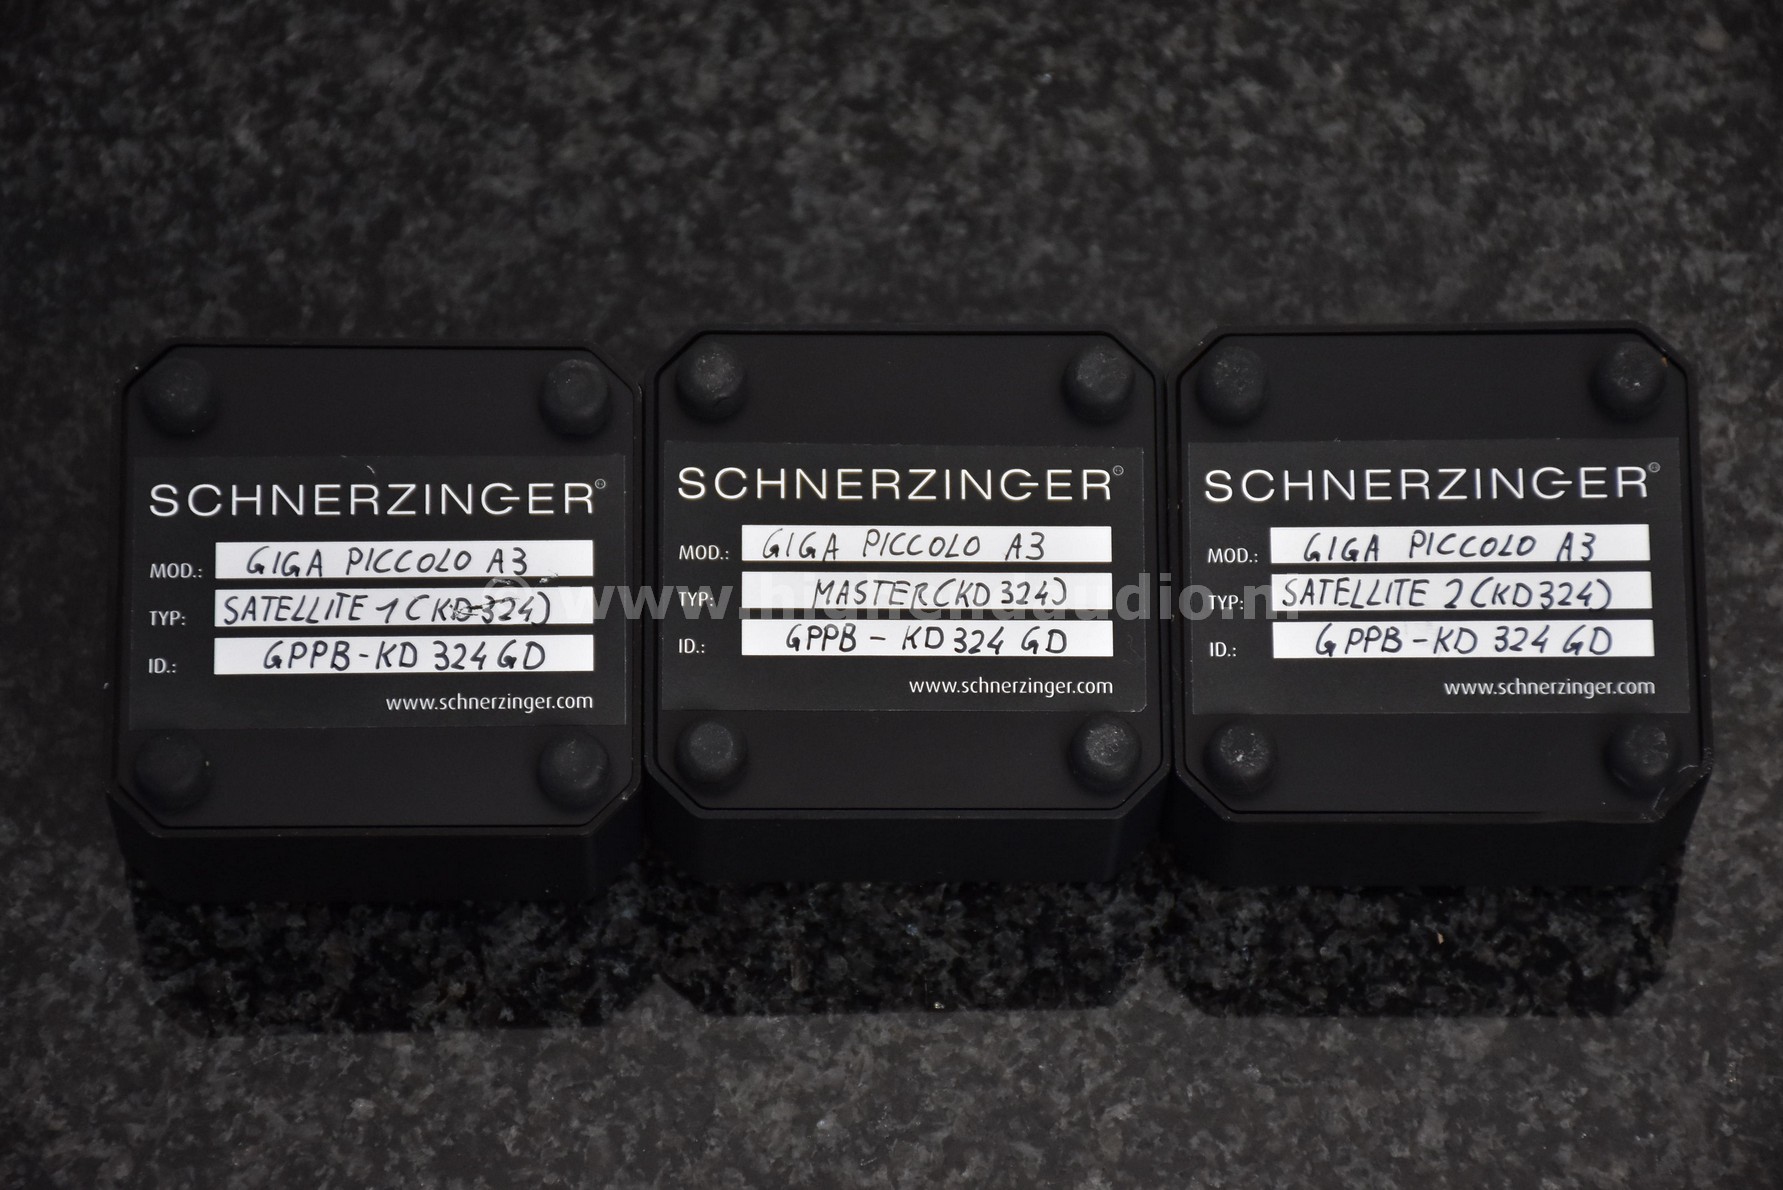 SCHNERZINGER
MOD.: GIGA PICCOLO A3
TYP: SATELLITE 1 (KD-324)
ID.: GPPB-KD 324 GD
www.schnerzinger.com
SCHNERZINGER
MOD.: GIGA PICCOLO A3
TYP: MASTER (KD 324)
ID.: GPPB - KD 324 GD
www.schnerzinger.com
SCHNERZINGER
MOD.: GIGA PICCOLO A3
TYP: SATELLITE 2 (KD 324)
ID.: GPPB - KD 324 GD
www.schnerzinger.com